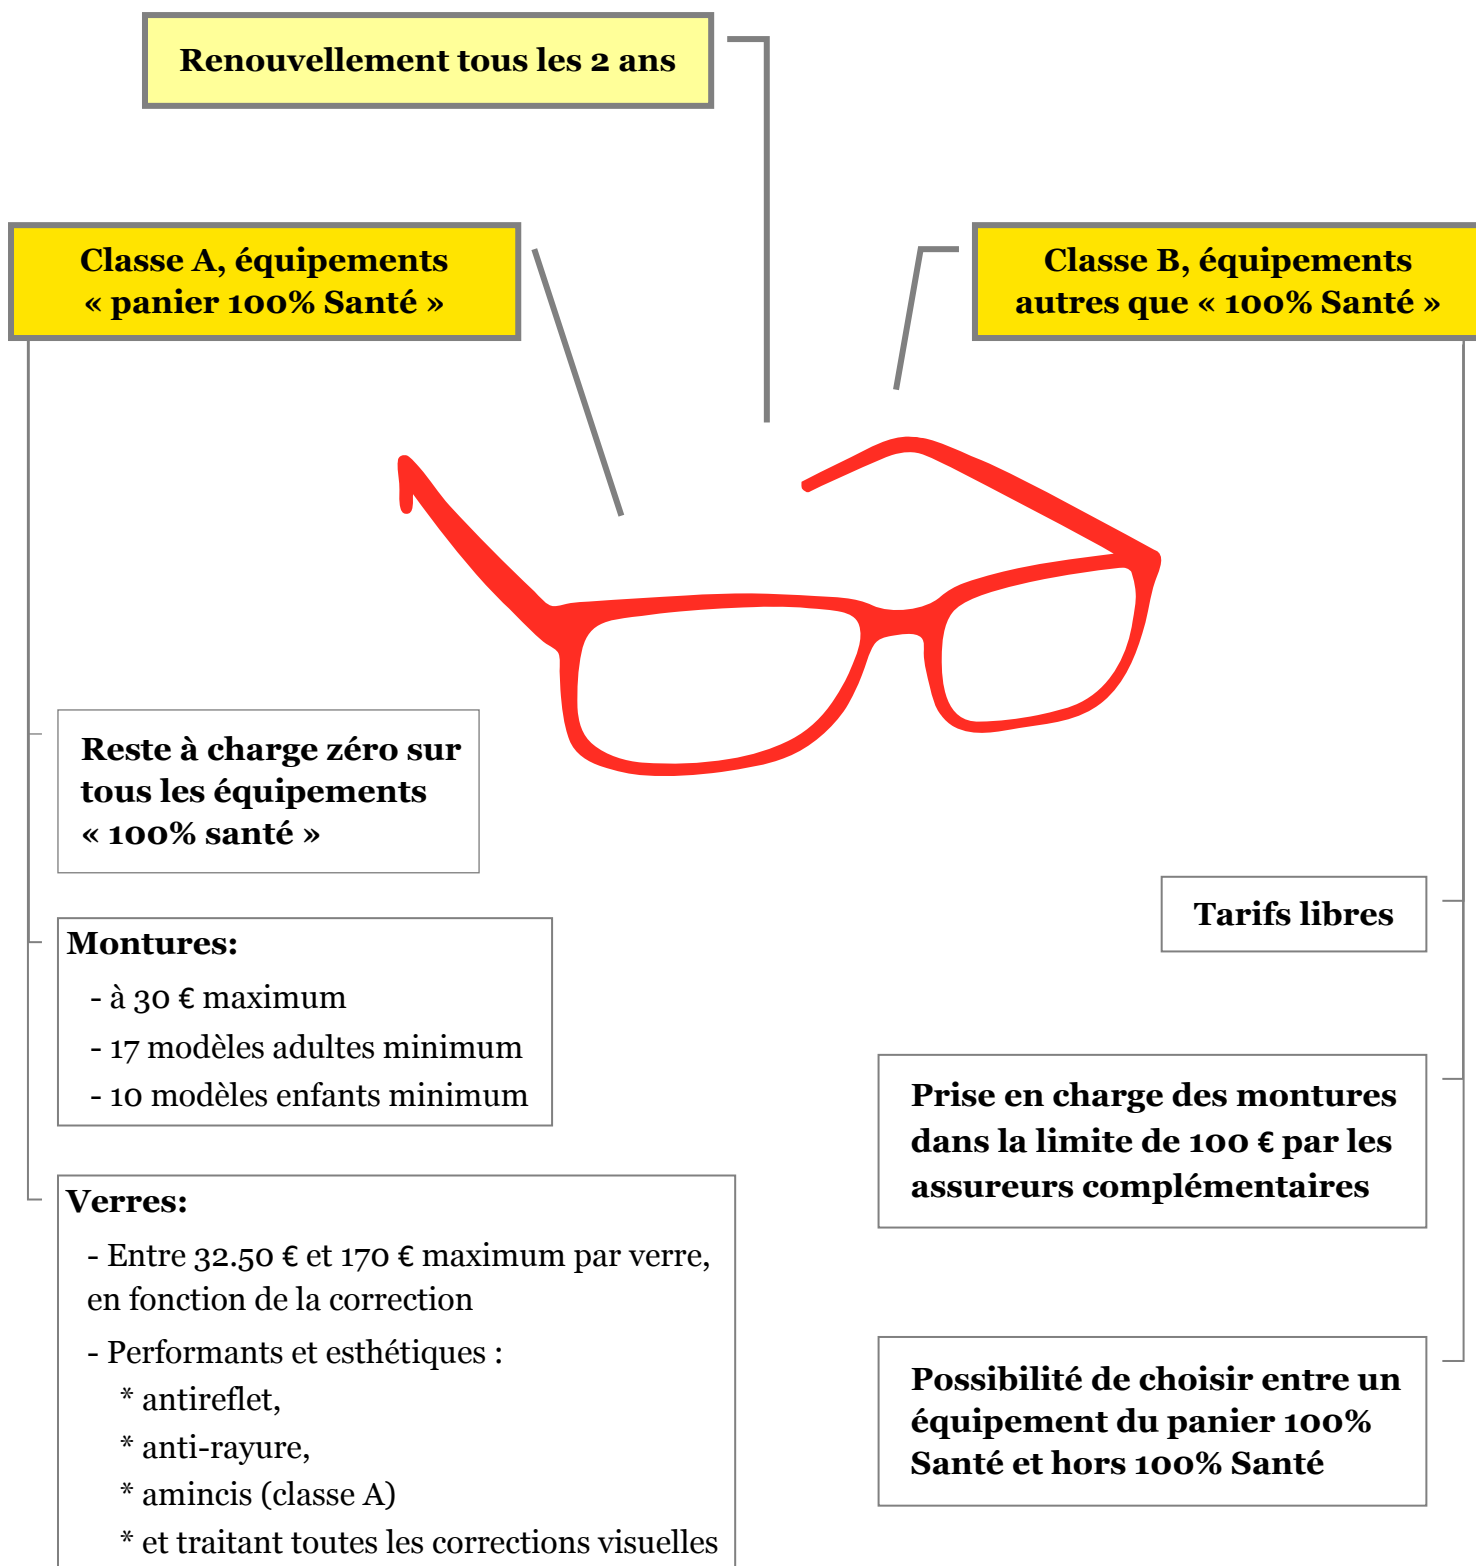 Renouvellement tous les 2 ans
Classe A, équipements
« panier 100% Santé »
Classe B, équipements
autres que « 100% Santé »
Reste à charge zéro sur
tous les équipements
« 100% santé »
Montures:
- à 30 € maximum
- 17 modèles adultes minimum
- 10 modèles enfants minimum
Verres:
- Entre 32.50 € et 170 € maximum par verre,
en fonction de la correction
- Performants et esthétiques :
* antireflet,
* anti-rayure,
* amincis (classe A)
* et traitant toutes les corrections visuelles
Tarifs libres
Prise en charge des montures
dans la limite de 100 € par les
assureurs complémentaires
Possibilité de choisir entre un
équipement du panier 100%
Santé et hors 100% Santé